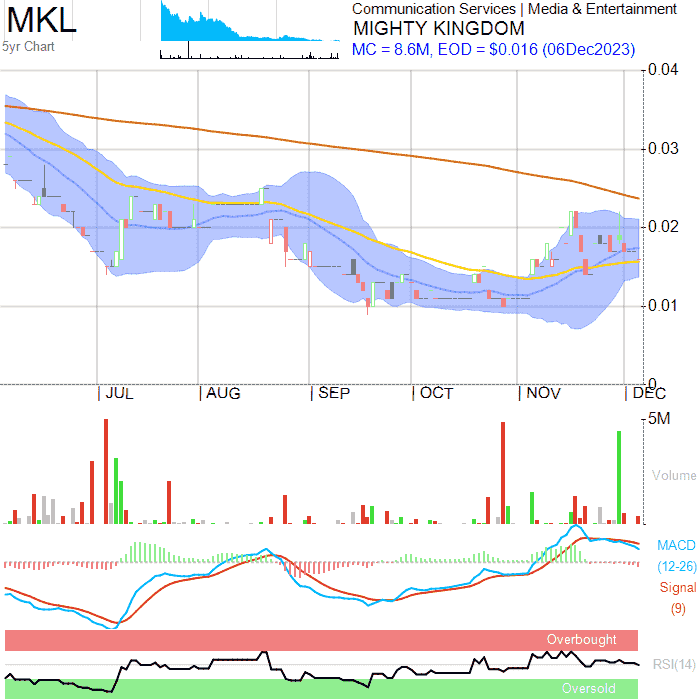 MKL
5yr Chart
Communication Services | Media & Entertainment
MIGHTY KINGDOM
MC = 8.6M, EOD = $0.016 (06Dec2023)
0.04
0.03
0.02
0.01
0
JUL
AUG
SEP
OCT
NOV
DEC
5M
Volume
MACD
(12-26)
Signal
(9)
Overbought
RSI(14)
Oversold